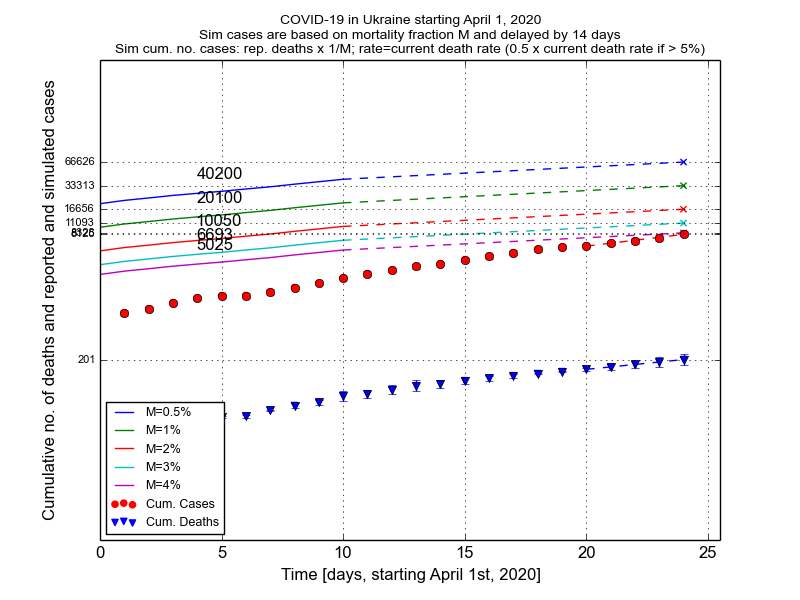 COVID-19 in Ukraine starting April 1, 2020
Sim cases are based on mortality fraction M and delayed by 14 days
Sim cum. no. cases: rep. deaths x 1/M; rate=current death rate (0.5 x current death rate if > 5%)
Cumulative no. of deaths and reported and simulated cases
66626
33313
16656
11093
201
40200
20100
10050
6693
5025
M=0.5%
M=1%
M=2%
M=3%
M=4%
Cum. Cases
Cum. Deaths
0 5 10 15 20 25
Time [days, starting April 1st, 2020]